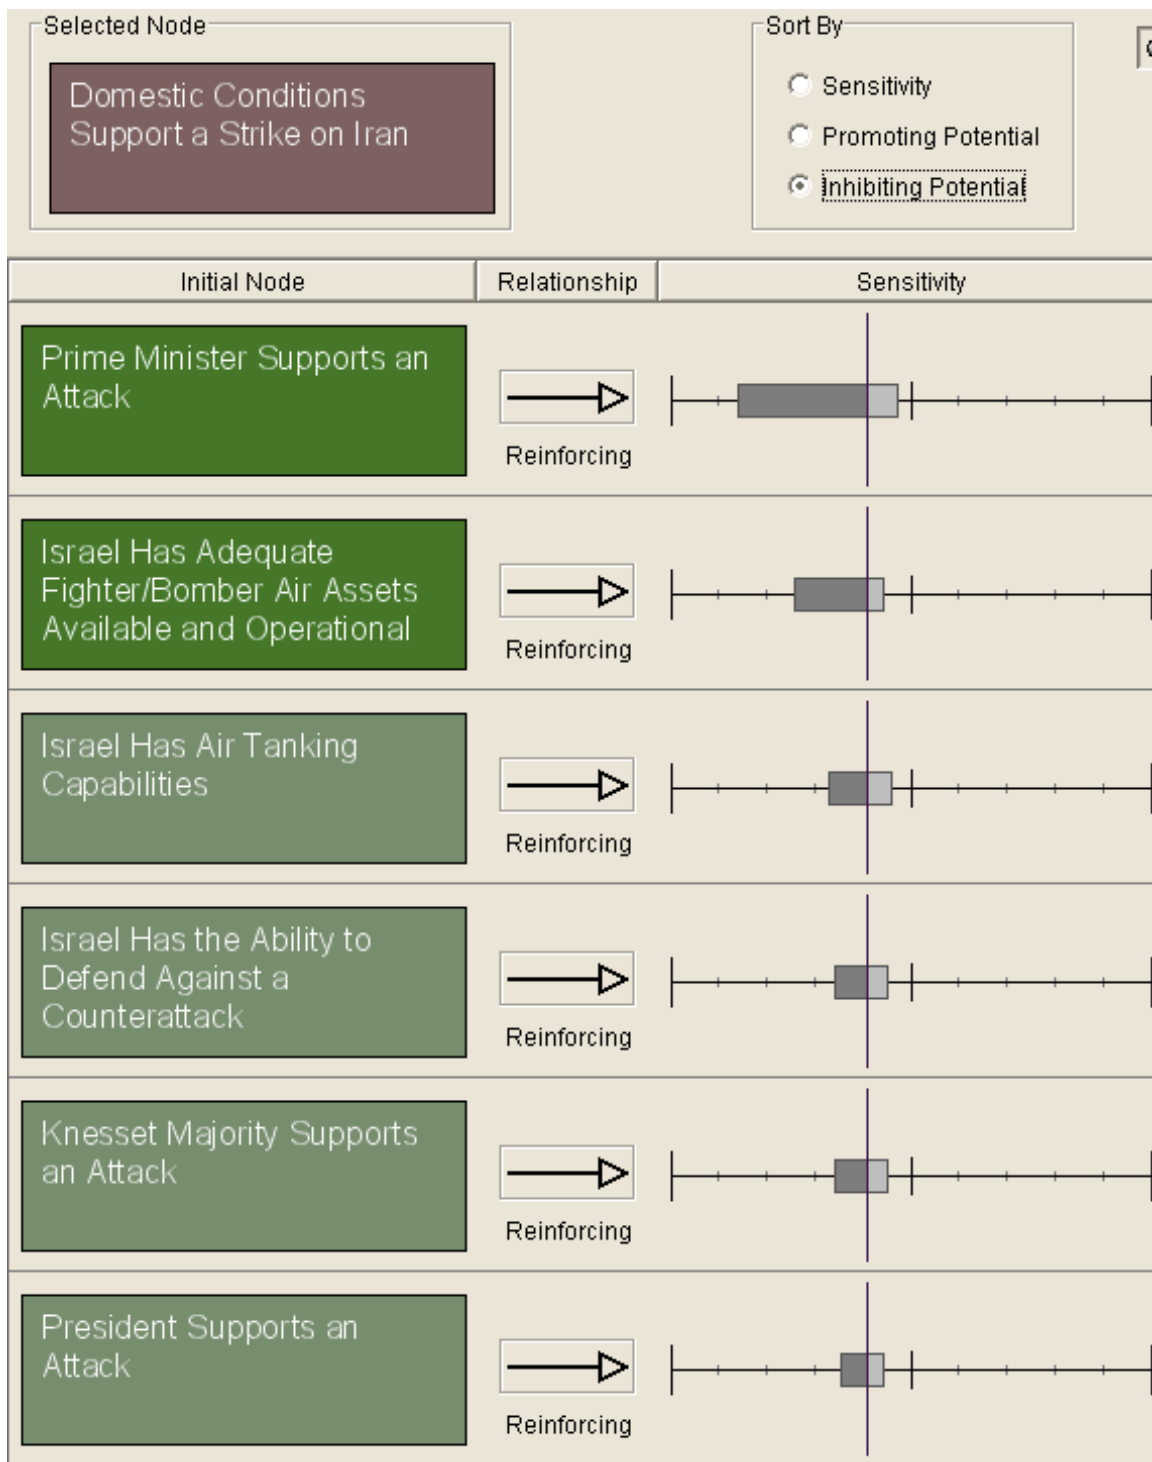 Selected Node
Domestic Conditions
Support a Strike on Iran
Sort By
Sensitivity
Promoting Potential
Inhibiting Potential
Initial Node
Relationship
Sensitivity
Prime Minister Supports an
Attack
Reinforcing
Israel Has Adequate
Fighter/Bomber Air Assets
Available and Operational
Reinforcing
Israel Has Air Tanking
Capabilities
Reinforcing
Israel Has the Ability to
Defend Against a
Counterattack
Reinforcing
Knesset Majority Supports
an Attack
Reinforcing
President Supports an
Attack
Reinforcing